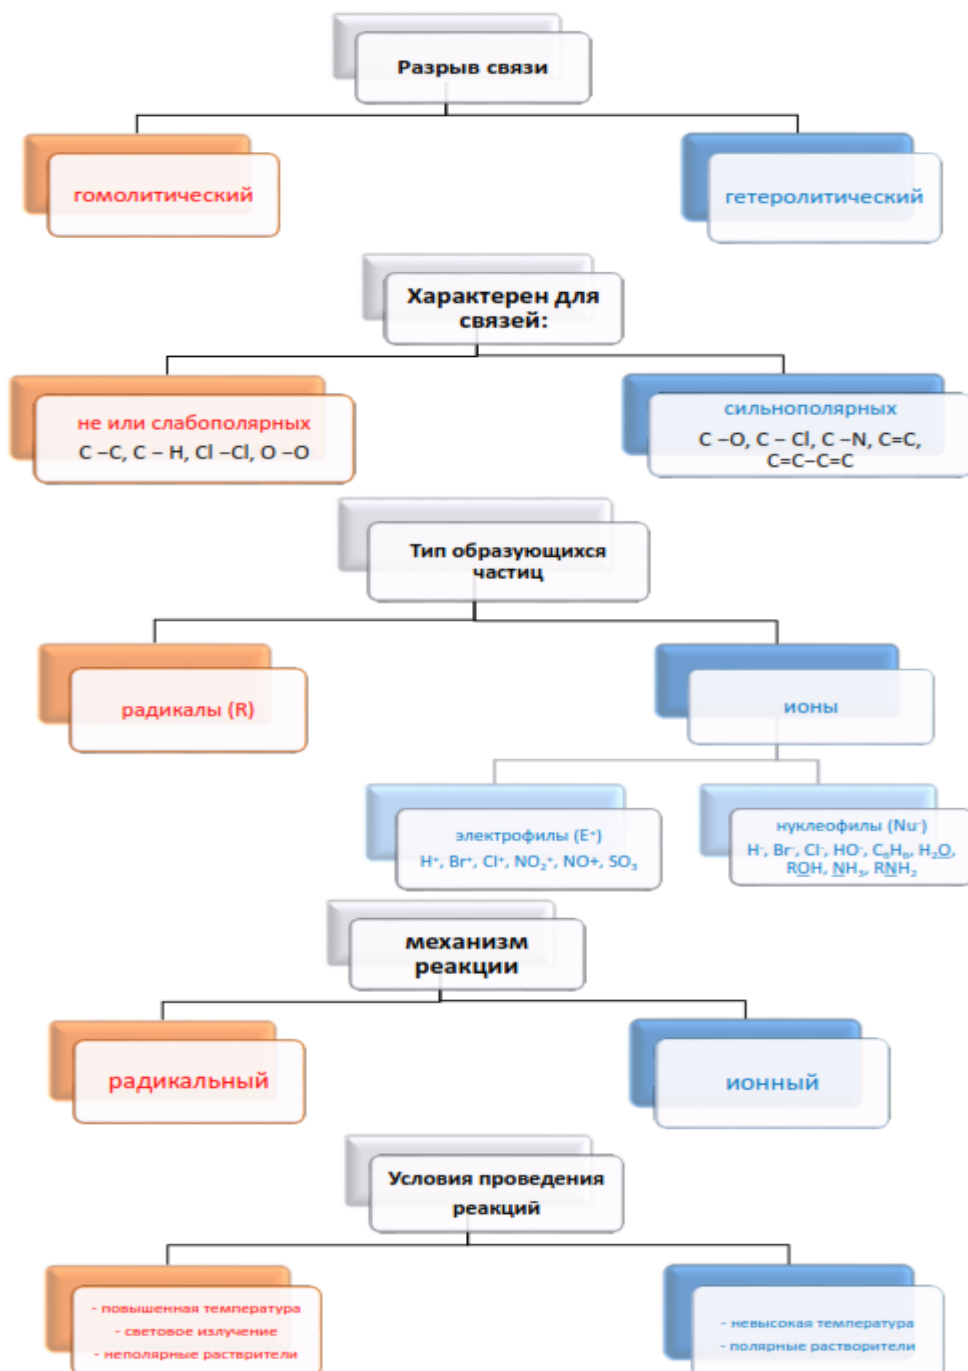 Разрыв связи
гомолитический
гетеролитический
Характерен для
связей:
не или слабополярных
C –C, C – H, Cl –Cl, O –O
сильнополярных
C –O, C – Cl, C –N, C=C,
C=C–C=C
Тип образующихся
частиц
радикалы (R)
ионы
электрофилы (E⁺)
H⁺, Br⁺, Cl⁺, NO₂⁺, NO+, SO₃
нуклеофилы (Nu⁻)
H⁻, Br⁻, Cl⁻, HO⁻, C₆H₆, H₂O,
ROH, NH₃, RNH₂
механизм
реакции
радикальный
ионный
Условия проведения
реакций
- повышенная температура
- световое излучение
- неполярные растврители
- невысокая температура
- полярные растворители